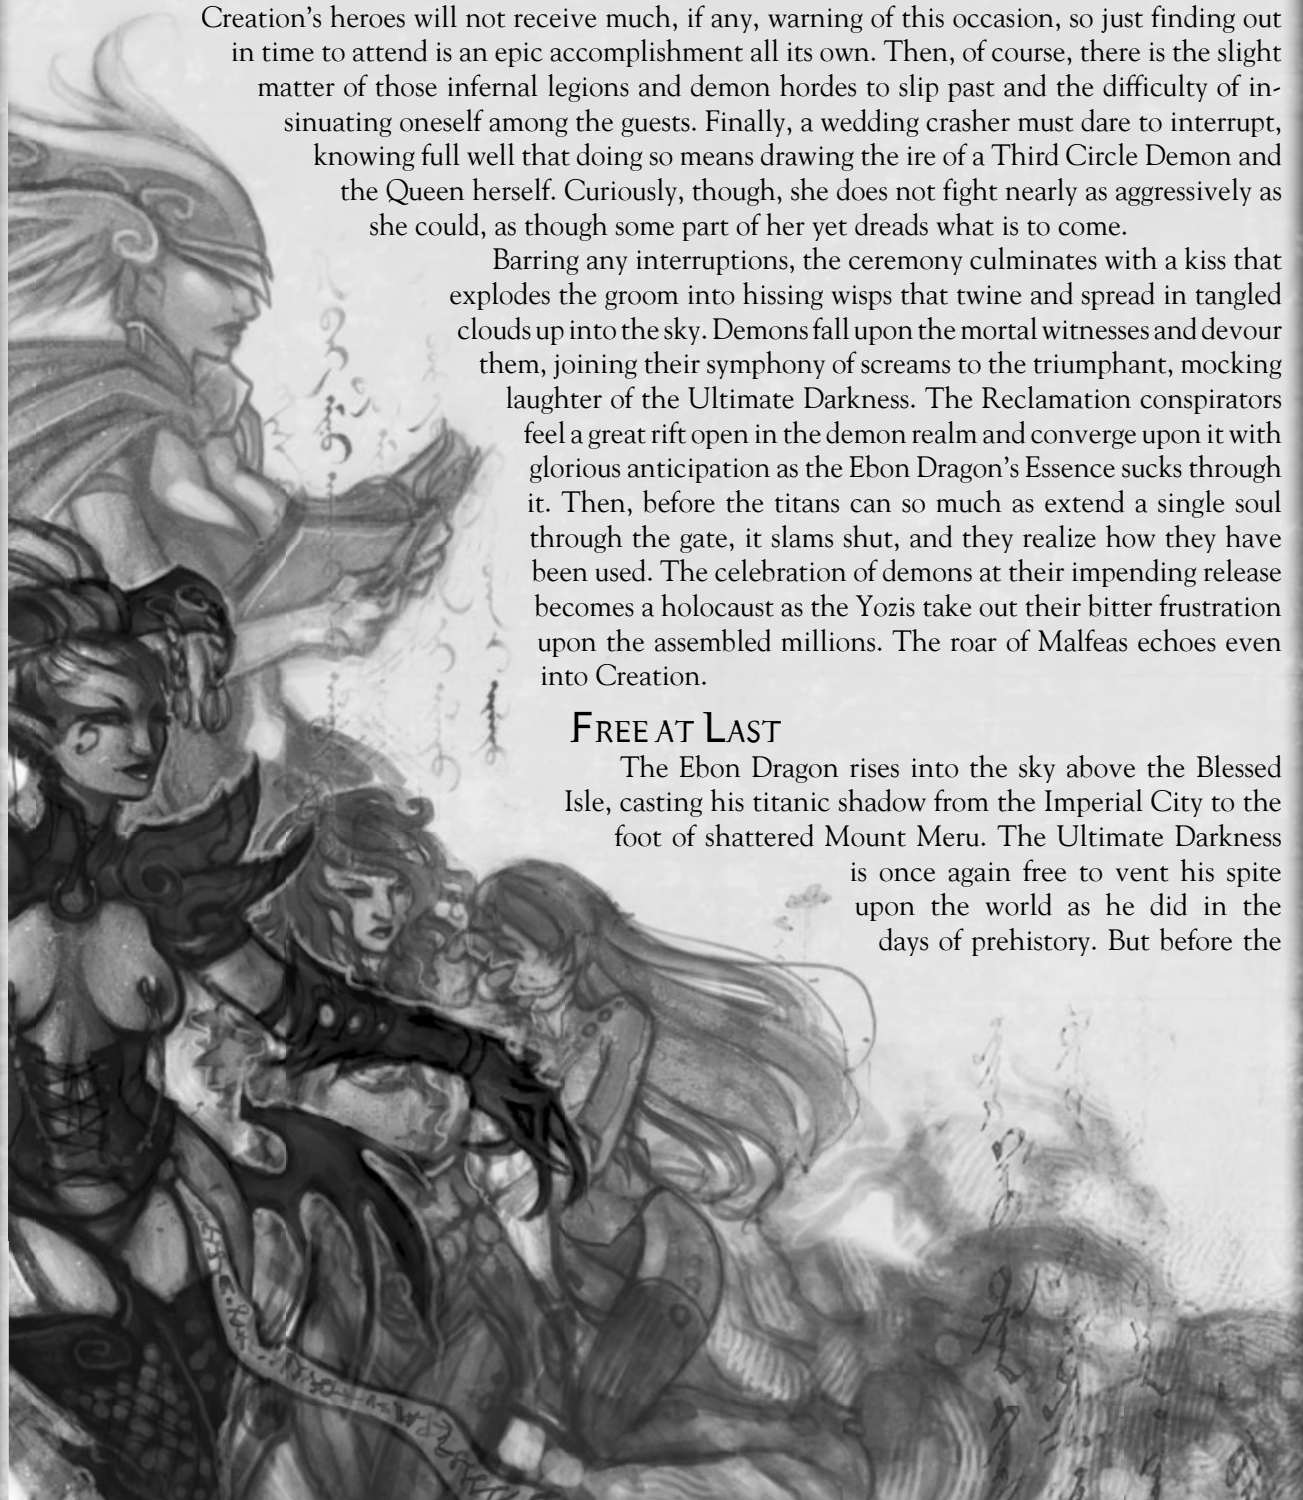 Creation's heroes will not receive much, if any, warning of this occasion, so just finding out
in time to attend is an epic accomplishment all its own. Then, of course, there is the slight
matter of those infernal legions and demon hordes to slip past and the difficulty of in-
sinuating oneself among the guests. Finally, a wedding crasher must dare to interrupt,
knowing full well that doing so means drawing the ire of a Third Circle Demon and
the Queen herself. Curiously, though, she does not fight nearly as aggressively as
she could, as though some part of her yet dreads what is to come.
Barring any interruptions, the ceremony culminates with a kiss that
explodes the groom into hissing wisps that twine and spread in tangled
clouds up into the sky. Demons fall upon the mortal witnesses and devour
them, joining their symphony of screams to the triumphant, mocking
laughter of the Ultimate Darkness. The Reclamation conspirators
feel a great rift open in the demon realm and converge upon it with
glorious anticipation as the Ebon Dragon's Essence sucks through
it. Then, before the titans can so much as extend a single soul
through the gate, it slams shut, and they realize how they have
been used. The celebration of demons at their impending release
becomes a holocaust as the Yozis take out their bitter frustration
upon the assembled millions. The roar of Malfeas echoes even
into Creation.
FREE AT LAST
The Ebon Dragon rises into the sky above the Blessed
Isle, casting his titanic shadow from the Imperial City to the
foot of shattered Mount Meru. The Ultimate Darkness
is once again free to vent his spite
upon the world as he did in the
days of prehistory. But before the